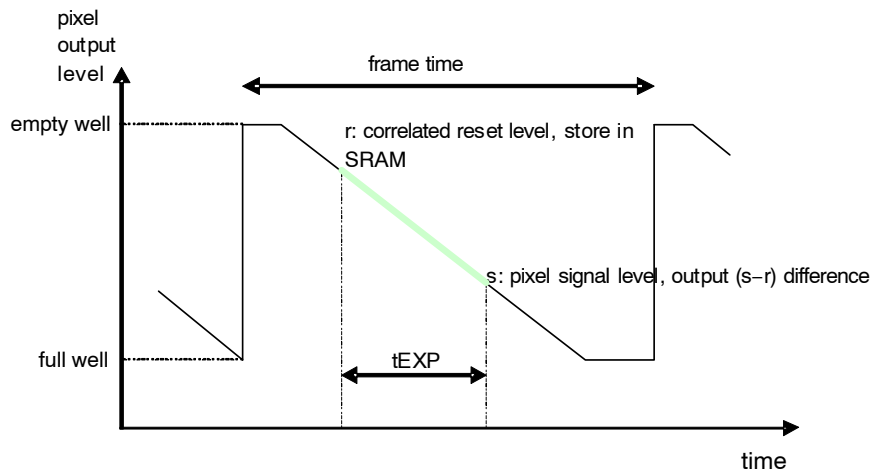 pixel
output
level
frame time
empty well
r: correlated reset level, store in
SRAM
s: pixel signal level, output (s−r) difference
full well
tEXP
time